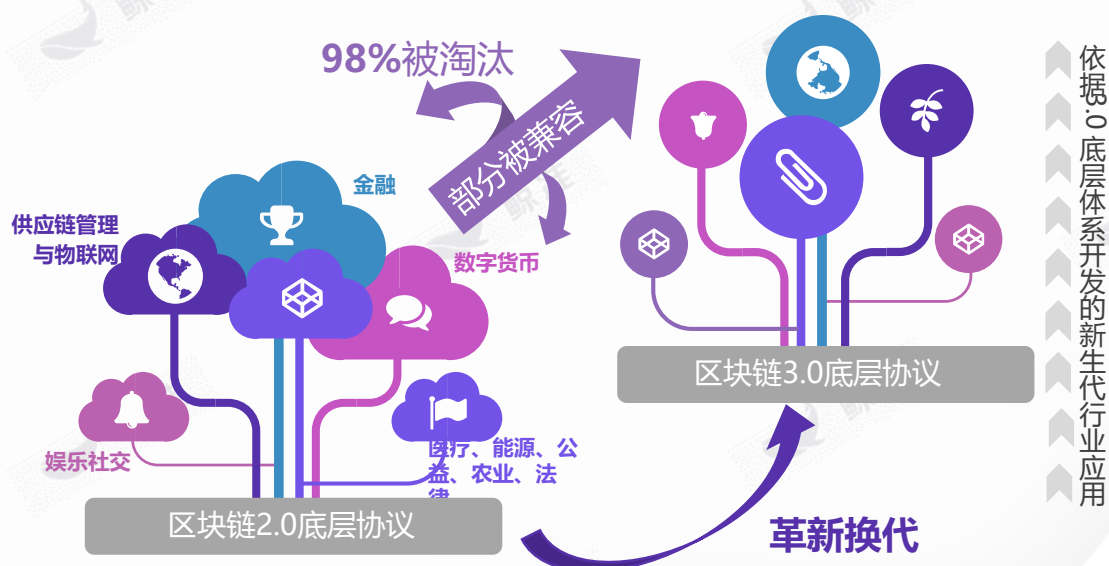 98%被淘汰
部分被兼容
金融
供应链管理
与物联网
数字货币
娱乐社交
医疗、能源、公
益、农业、法
律
区块链2.0底层协议
区块链3.0底层协议
革新换代
依据3.0底层体系开发的新生代行业应用